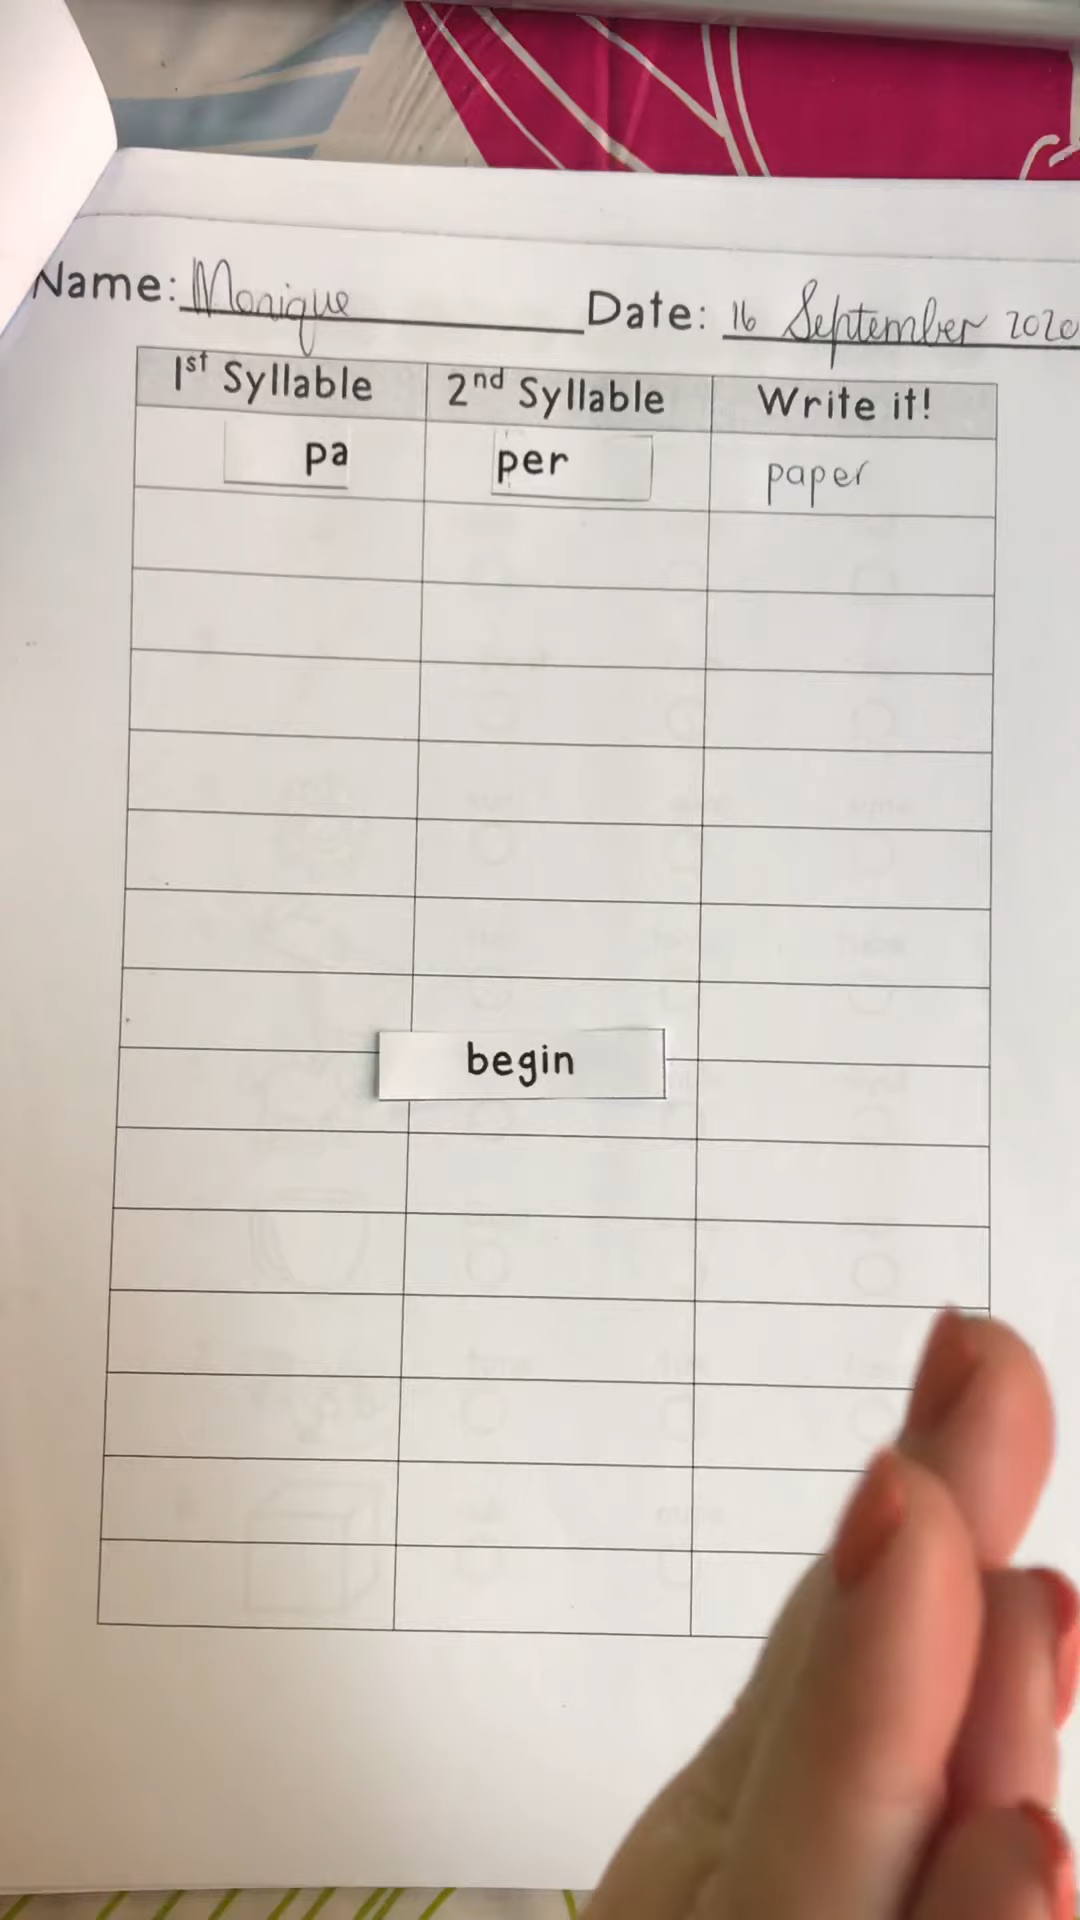 Name: Monique Date: 16 September 2020
1st Syllable 2nd Syllable Write it!
pa per paper
begin